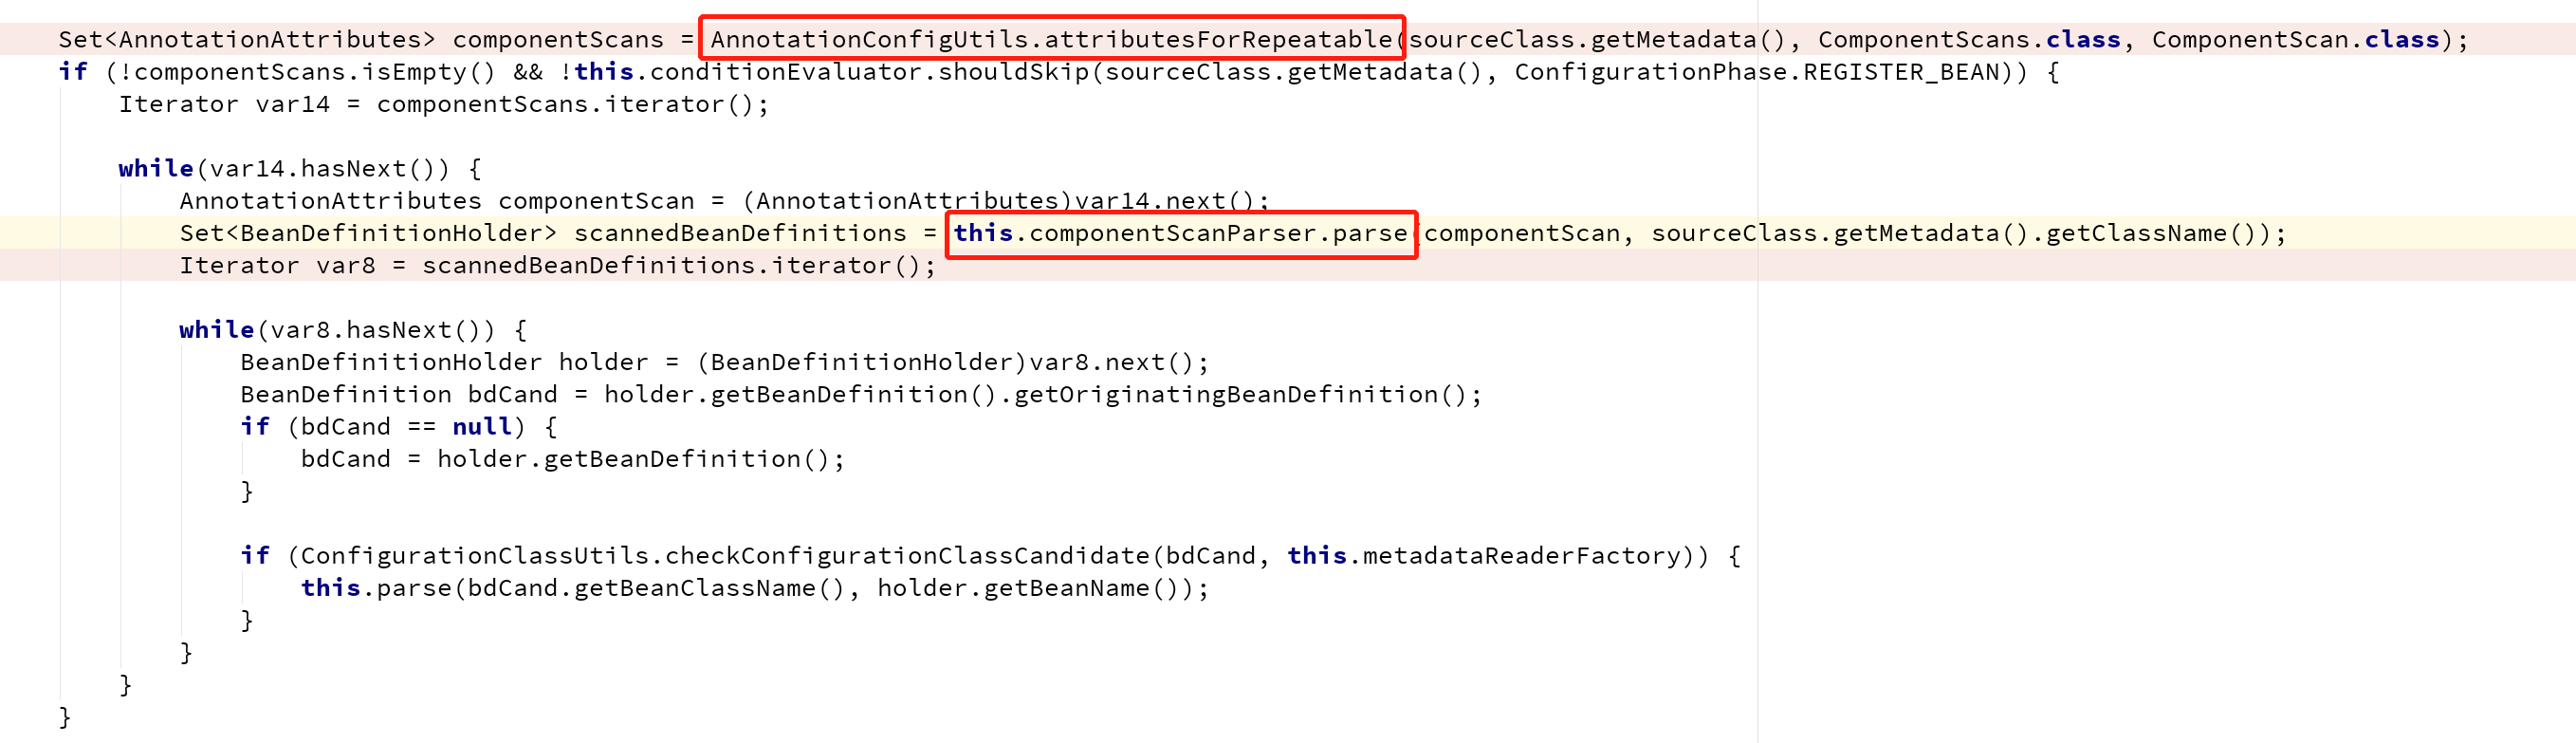 Set<AnnotationAttributes> componentScans = AnnotationConfigUtils.attributesForRepeatable(sourceClass.getMetadata(), ComponentScans.class, ComponentScan.class);
if (!componentScans.isEmpty() && !this.conditionEvaluator.shouldSkip(sourceClass.getMetadata(), ConfigurationPhase.REGISTER_BEAN)) {
    Iterator var14 = componentScans.iterator();

    while(var14.hasNext()) {
        AnnotationAttributes componentScan = (AnnotationAttributes)var14.next();
        Set<BeanDefinitionHolder> scannedBeanDefinitions = this.componentScanParser.parse(componentScan, sourceClass.getMetadata().getClassName());
        Iterator var8 = scannedBeanDefinitions.iterator();

        while(var8.hasNext()) {
            BeanDefinitionHolder holder = (BeanDefinitionHolder)var8.next();
            BeanDefinition bdCand = holder.getBeanDefinition().getOriginatingBeanDefinition();
            if (bdCand == null) {
                bdCand = holder.getBeanDefinition();
            }

            if (ConfigurationClassUtils.checkConfigurationClassCandidate(bdCand, this.metadataReaderFactory)) {
                this.parse(bdCand.getBeanClassName(), holder.getBeanName());
            }
        }
    }
}